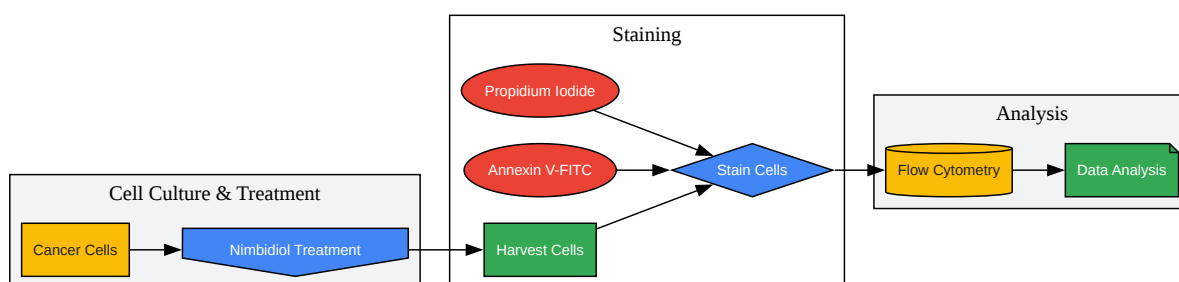 Cell Culture & Treatment
Cancer Cells
Nimbidiol Treatment
Staining
Propidium Iodide
Annexin V-FITC
Harvest Cells
Stain Cells
Analysis
Flow Cytometry
Data Analysis